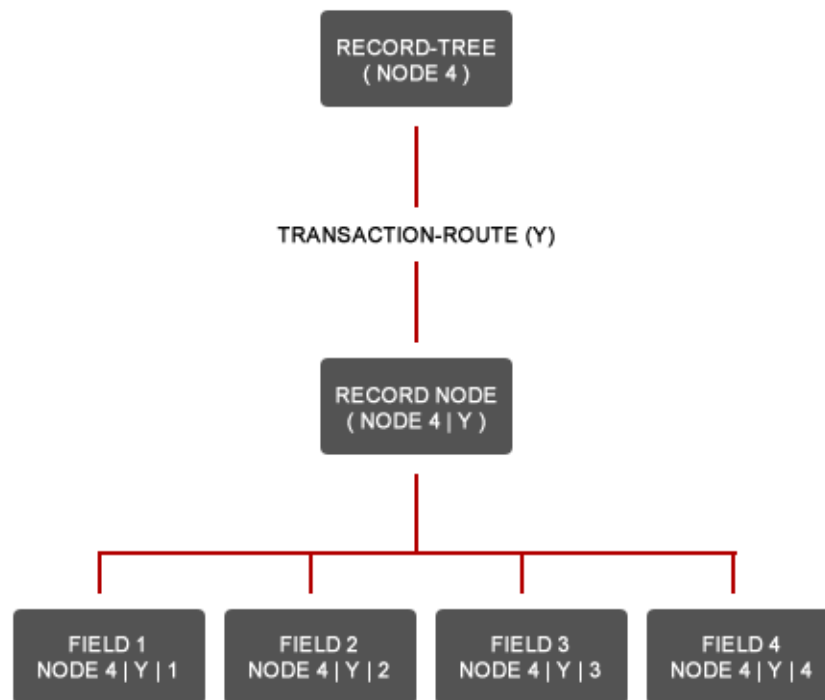 RECORD-TREE
( NODE 4 )
TRANSACTION-ROUTE (Y)
RECORD NODE
( NODE 4 | Y )
FIELD 1
NODE 4 | Y | 1
FIELD 2
NODE 4 | Y | 2
FIELD 3
NODE 4 | Y | 3
FIELD 4
NODE 4 | Y | 4